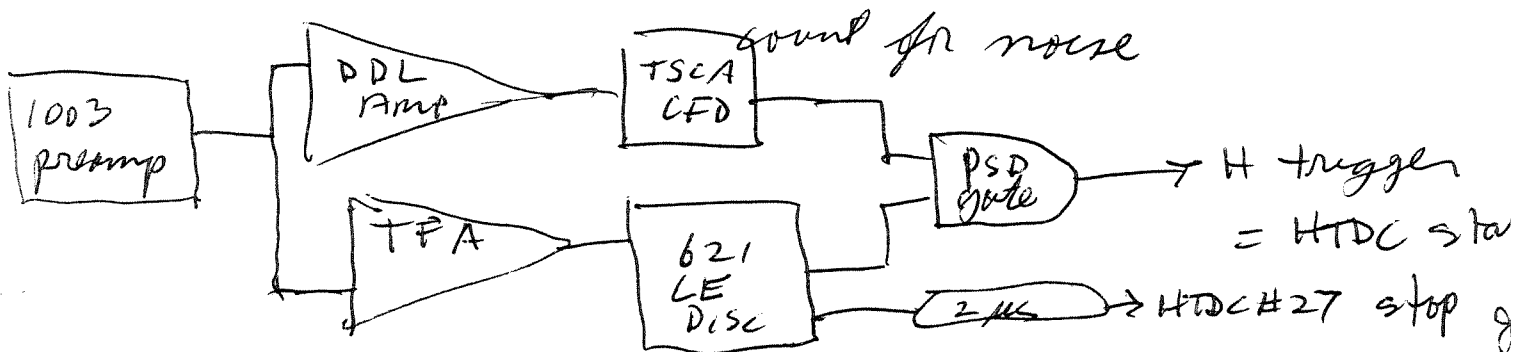 count for noise
DDL
Amp
TSCA
CFD
1003
preamp
PSD
gate
H trigger
= HTDC sta
TFA
621
LE
DISC
2 μs
HTDC #27 stop g